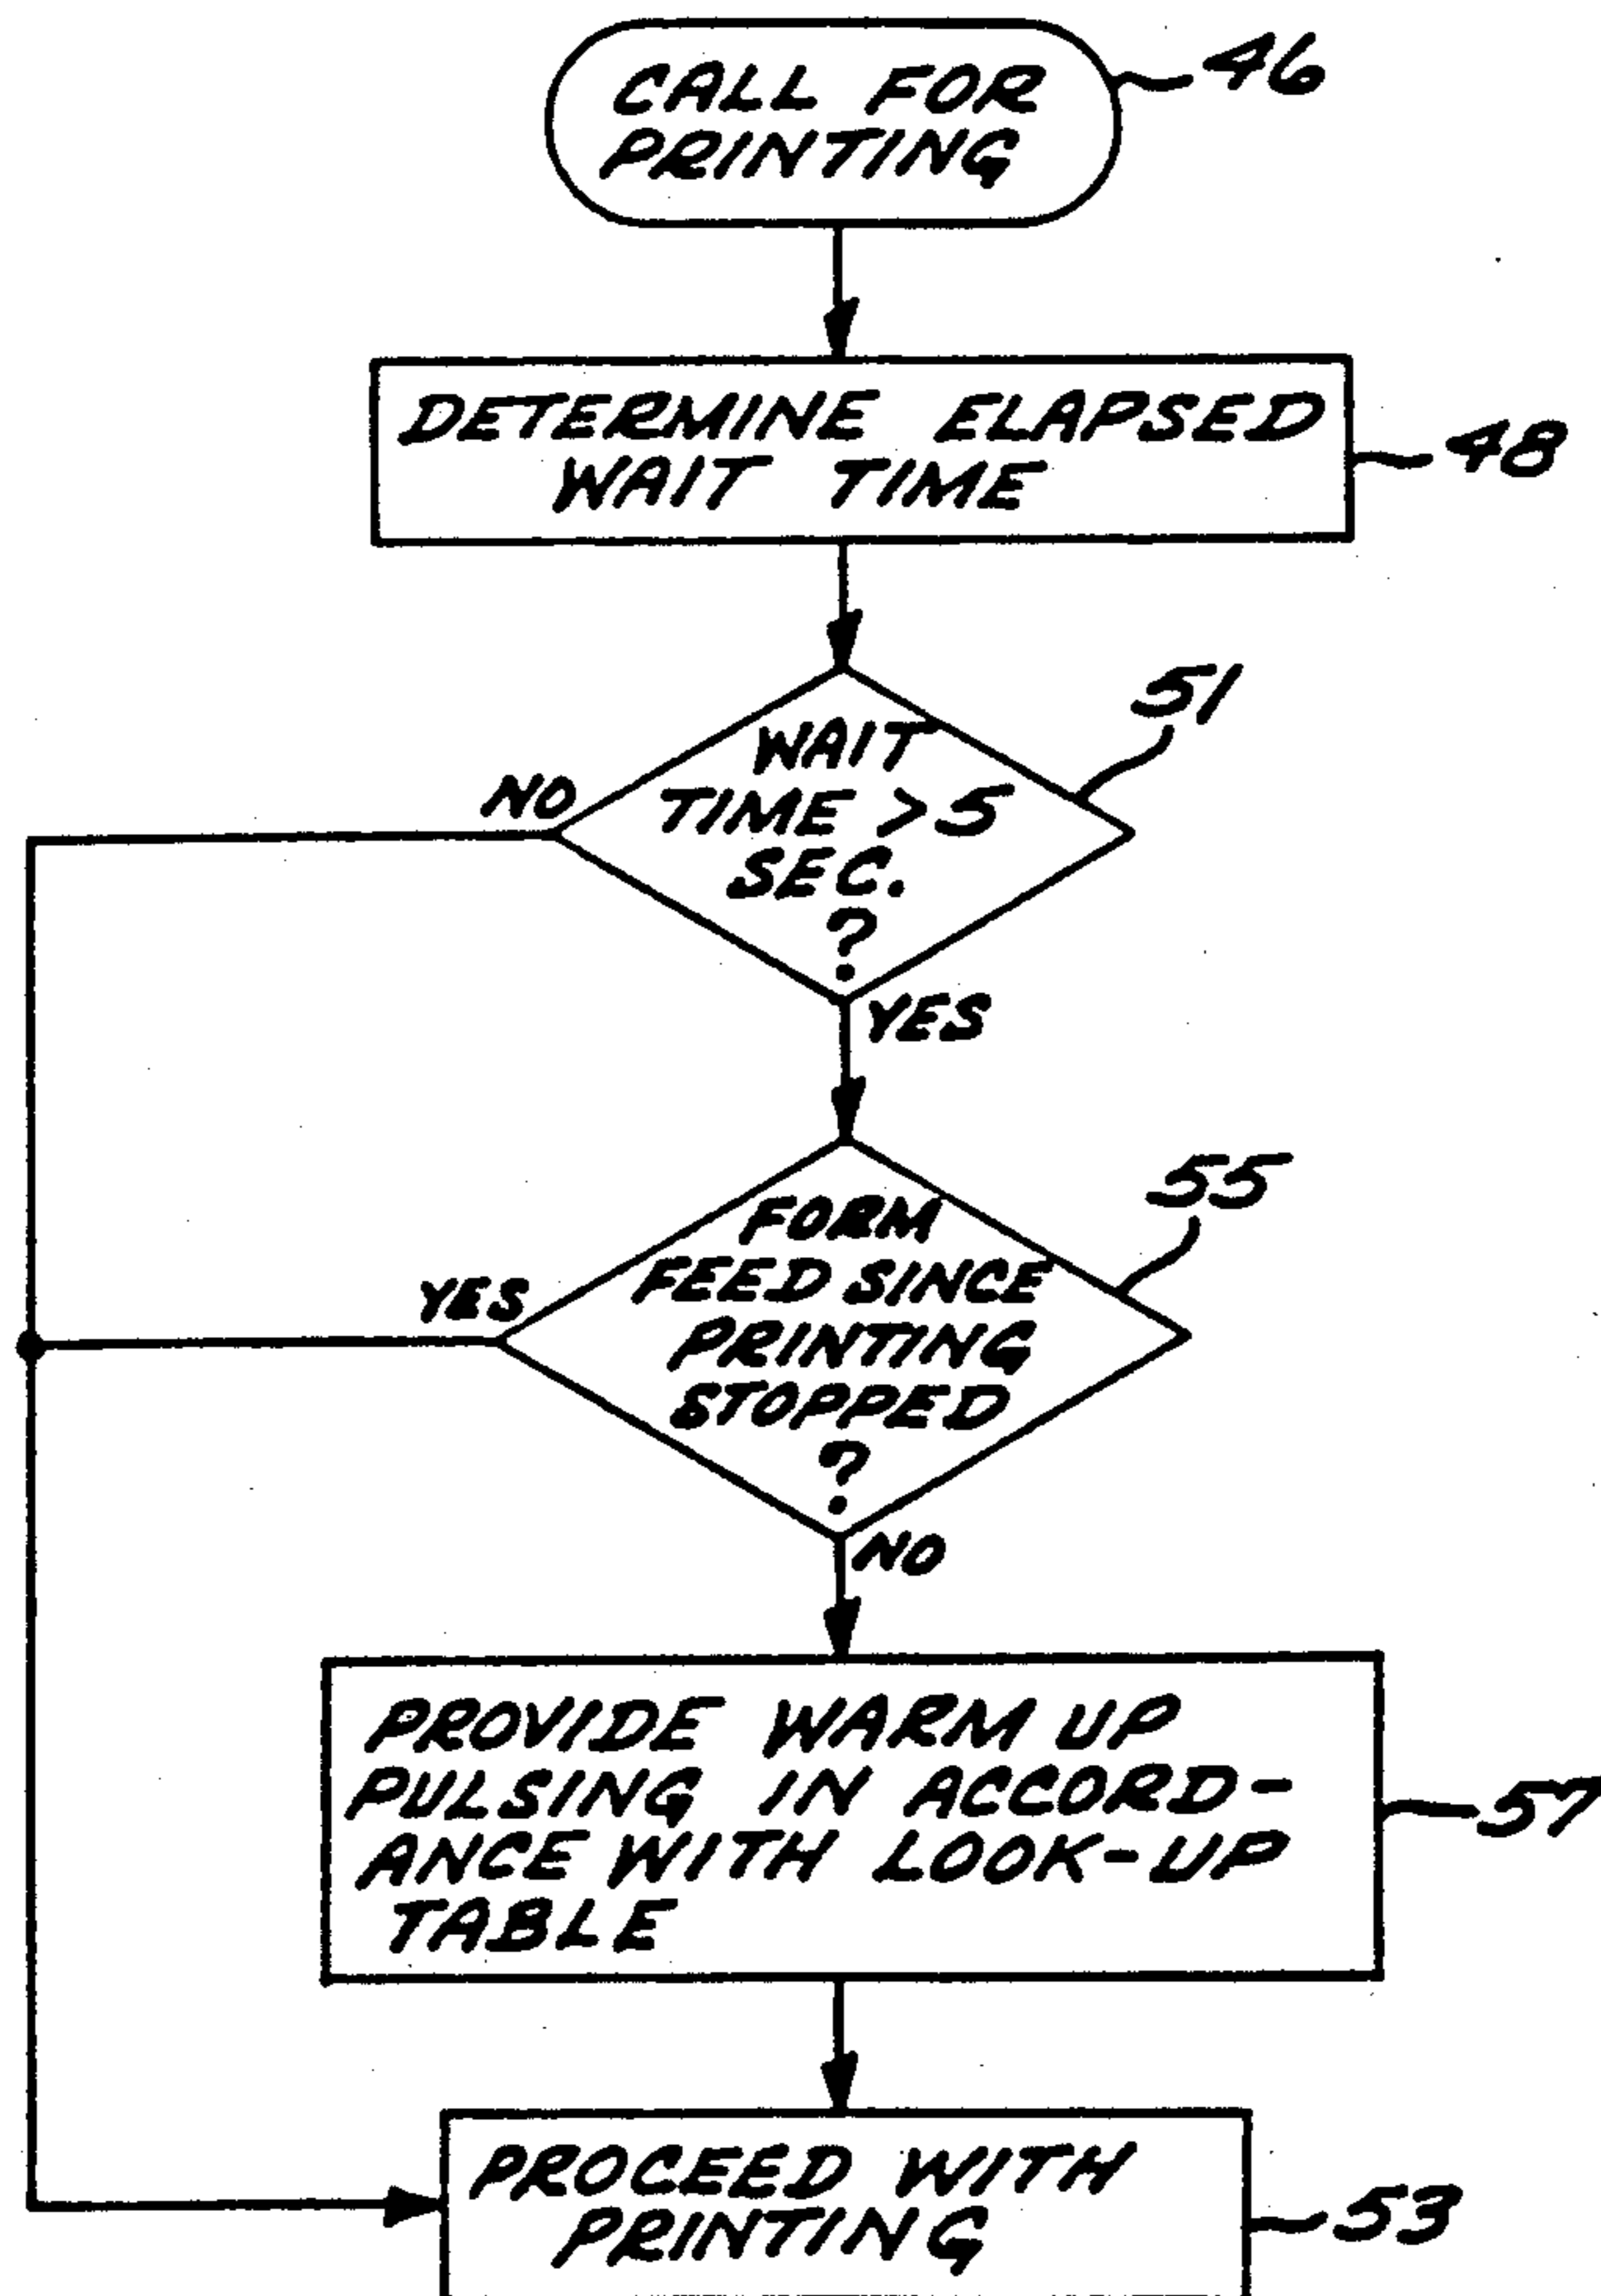 CALL FOR
PRINTING
46
DETERMINE ELAPSED
WAIT TIME
48
51
WAIT
TIME > 5
SEC.
?
NO
YES
55
FORM
FEED SINCE
PRINTING
STOPPED
?
YES
NO
PROVIDE WARM UP
PULSING IN ACCORD-
ANCE WITH LOOK-UP
TABLE
57
PROCEED WITH
PRINTING
53